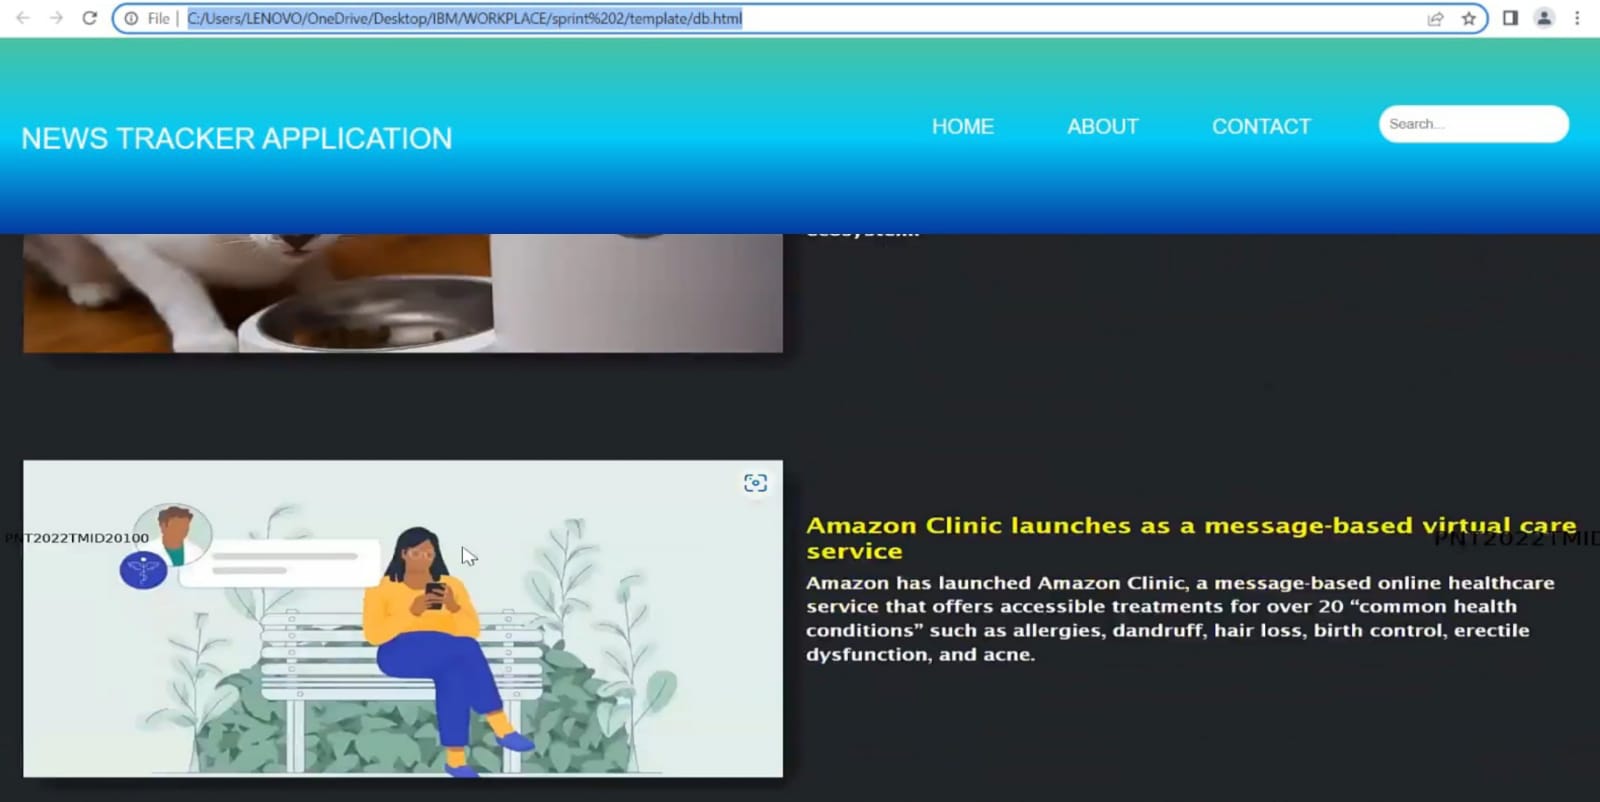 File
C:/Users/LENOVO/OneDrive/Desktop/IBM/WORKPLACE/sprint%202/template/db.html
NEWS TRACKER APPLICATION
HOME
ABOUT
CONTACT
Search...
PNT2022TMID20100
Amazon Clinic launches as a message-based virtual care
service
PNT2022TMID
Amazon has launched Amazon Clinic, a message-based online healthcare
service that offers accessible treatments for over 20 “common health
conditions” such as allergies, dandruff, hair loss, birth control, erectile
dysfunction, and acne.